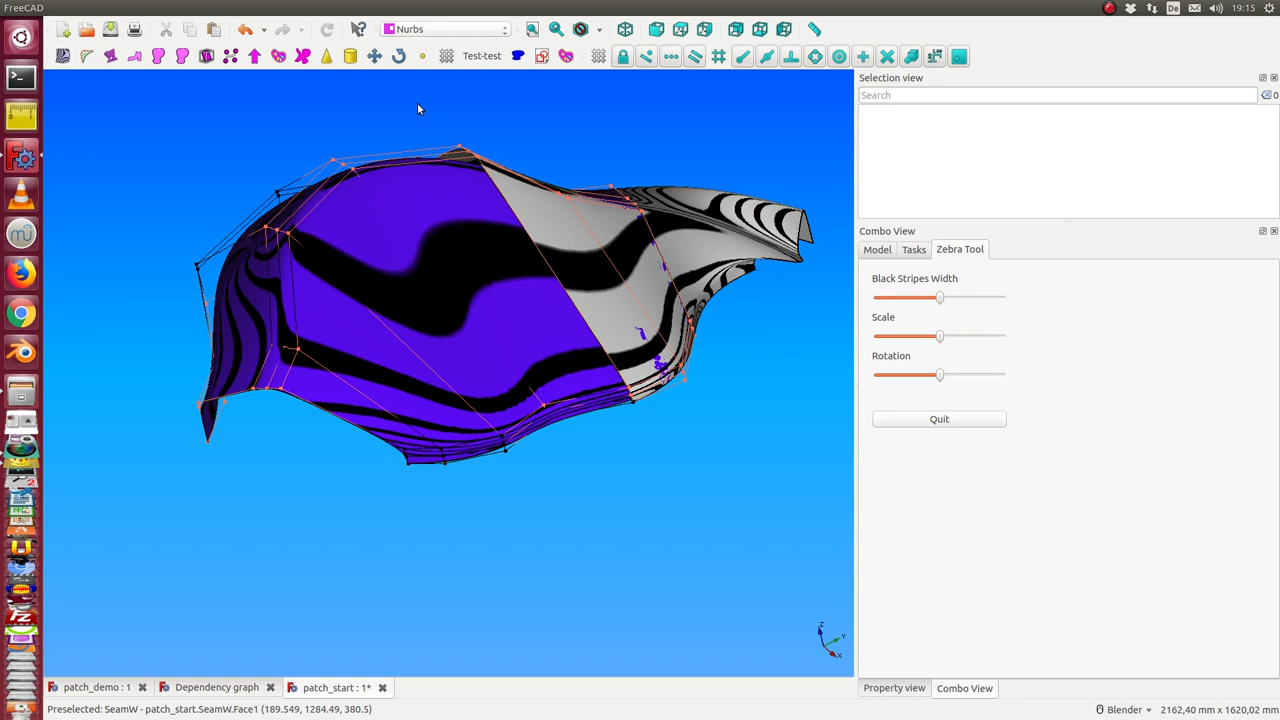 FreeCAD
De
19:15
Nurbs
Test-test
Selection view
Search
0
Combo View
Model
Tasks
Zebra Tool
Black Stripes Width
Scale
Rotation
Quit
Z
Y
X
patch_demo : 1
Dependency graph
patch_start : 1*
Property view
Combo View
Preselected: SeamW - patch_start.SeamW.Face1 (189.549, 1284.49, 380.5)
Blender
2162,40 mm x 1620,02 mm